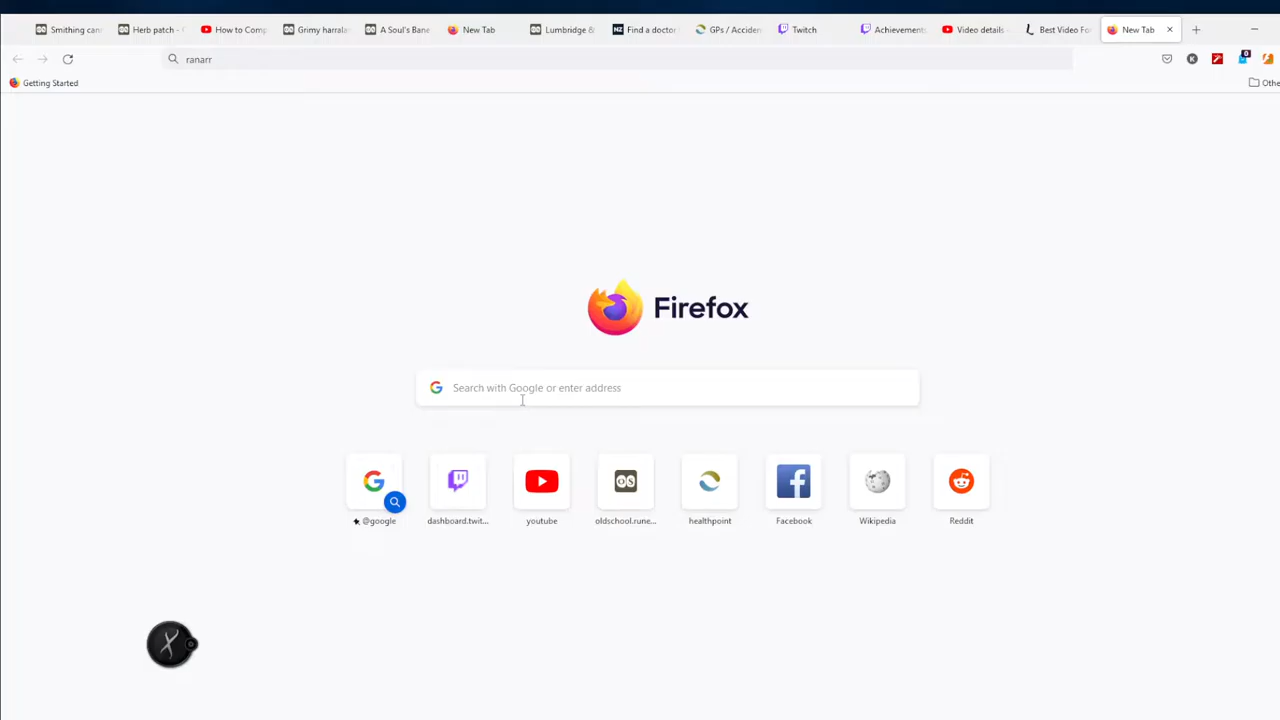 Smithing can
Herb patch -
How to Comp
Grimy harrala
A Soul's Bane
New Tab
Lumbridge &
Find a doctor
GPs / Acciden
Twitch
Achievements
Video details
Best Video Fo
New Tab
ranarr
Getting Started
Othe
Firefox
Search with Google or enter address
@google
dashboard.twit...
youtube
oldschool.rune...
healthpoint
Facebook
Wikipedia
Reddit